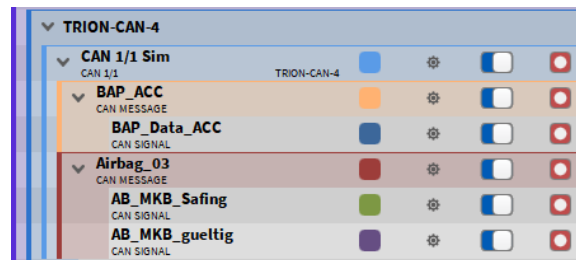 TRION-CAN-4
CAN 1/1 Sim
CAN 1/1 TRION-CAN-4
BAP_ACC
CAN MESSAGE
BAP_Data_ACC
CAN SIGNAL
Airbag_03
CAN MESSAGE
AB_MKB_Safing
CAN SIGNAL
AB_MKB_gueltig
CAN SIGNAL